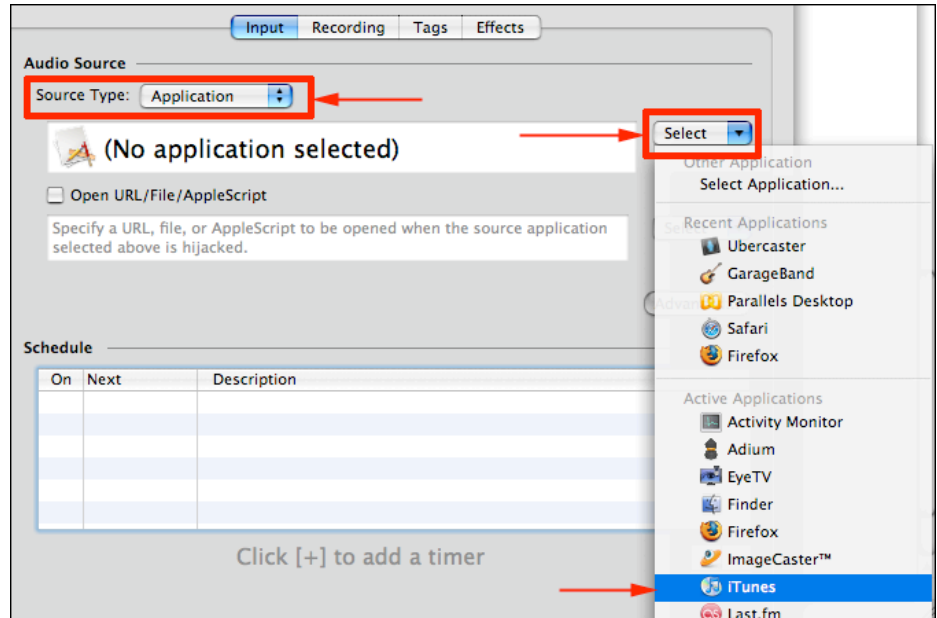 Input Recording Tags Effects
Audio Source
Source Type: Application
(No application selected)
Select
Open URL/File/AppleScript
Specify a URL, file, or AppleScript to be opened when the source application
selected above is hijacked.
Other Application
Select Application...
Recent Applications
Ubercaster
GarageBand
Parallels Desktop
Safari
Firefox
Active Applications
Activity Monitor
Adium
EyeTV
Finder
Firefox
ImageCaster™
iTunes
Last.fm
Schedule
On Next Description
Click [+] to add a timer